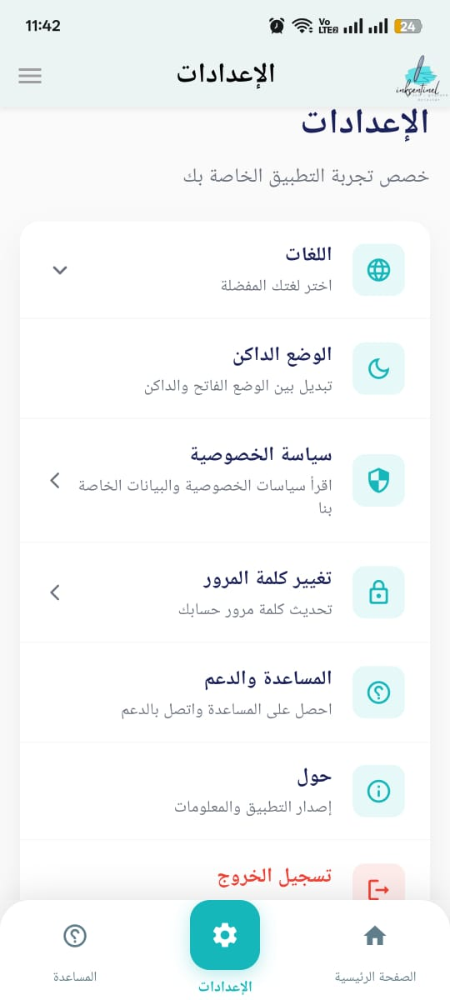 11:42
Vo
LTE2
24
الإعدادات
inksentinel
الإعدادات
خصص تجربة التطبيق الخاصة بك
اللغات
اختر لغتك المفضلة
الوضع الداكن
تبديل بين الوضع الفاتح والداكن
سياسة الخصوصية
اقرأ سياسات الخصوصية والبيانات الخاصة
بنا
تغيير كلمة المرور
تحديث كلمة مرور حسابك
المساعدة والدعم
احصل على المساعدة واتصل بالدعم
حول
إصدار التطبيق والمعلومات
تسجيل الخروج
الصفحة الرئيسية
الإعدادات
المساعدة